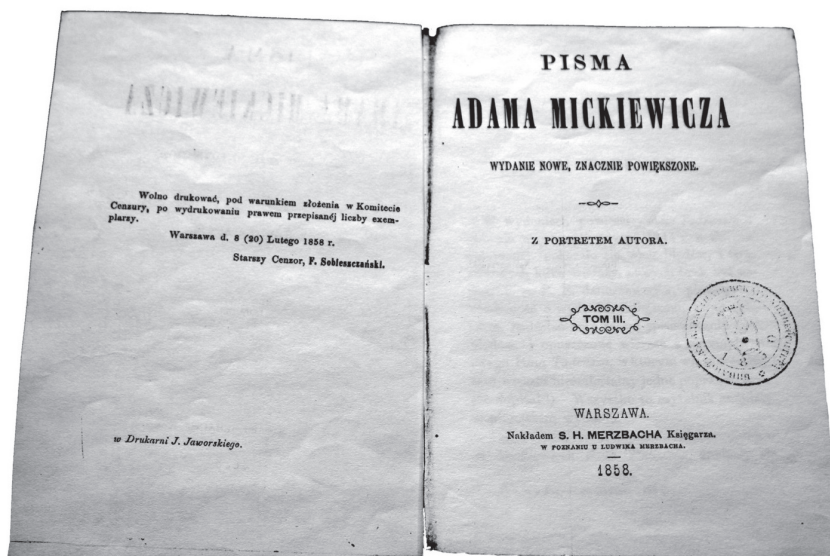 Wolno drukować, pod warunkiem złożenia w Komitecie
Cenzury, po wydrukowaniu prawem przepisanéj liczby exem-
plarzy.
Warszawa d. 8 (20) Lutego 1858 r.
Starszy Cenzor, F. Sobieszczański.
w Drukarni J. Jaworskiego.
PISMA
ADAMA MICKIEWICZA
WYDANIE NOWE, ZNACZNIE POWIĘKSZONE.
Z PORTRETEM AUTORA.
TOM III.
WARSZAWA.
Nakładem S. H. MERZBACHA Księgarza.
W POZNANIU U LUDWIKA MERZBACHA.
1858.